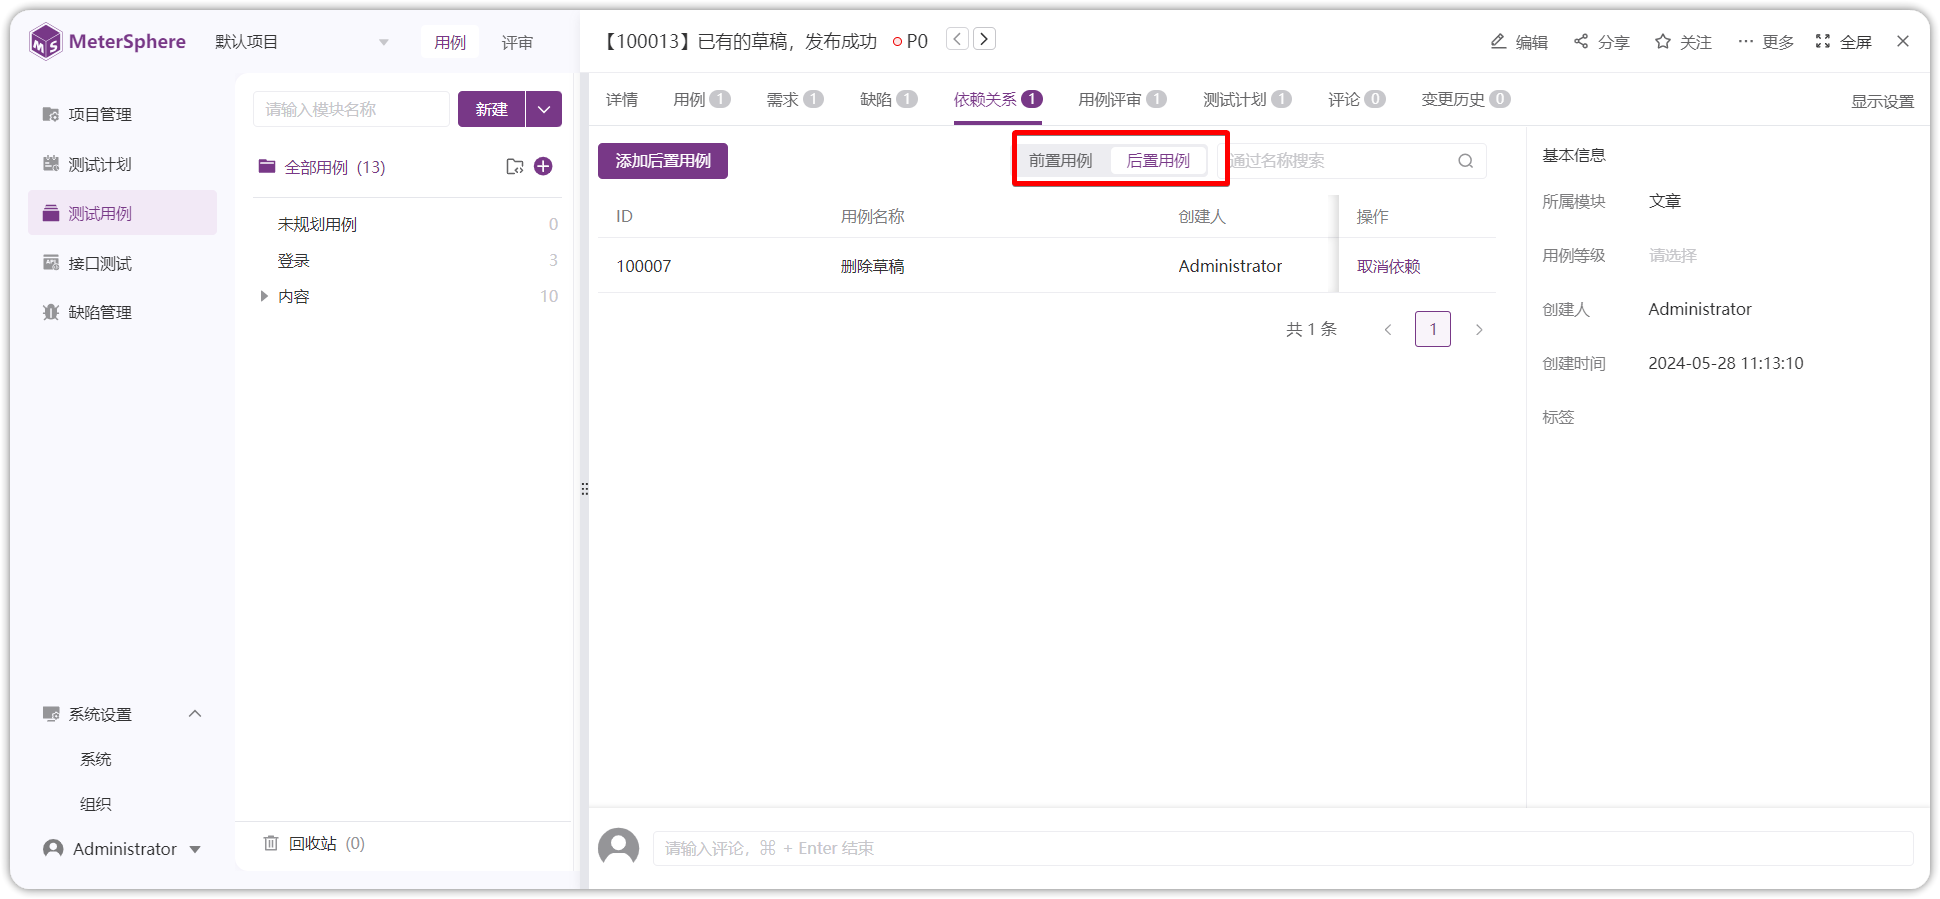 MeterSphere
默认项目
用例
评审
项目管理
测试计划
测试用例
接口测试
缺陷管理
系统设置
系统
组织
Administrator
请输入模块名称
新建
全部用例 (13)
未规划用例 0
登录 3
内容 10
回收站 (0)
【100013】已有的草稿，发布成功 P0
编辑
分享
关注
更多
全屏
详情
用例 1
需求 1
缺陷 1
依赖关系 1
用例评审 1
测试计划 1
评论 0
变更历史 0
显示设置
添加后置用例
前置用例
后置用例
通过名称搜索
ID 用例名称 创建人 操作
100007 删除草稿 Administrator 取消依赖
共 1 条
1
基本信息
所属模块 文章
用例等级 请选择
创建人 Administrator
创建时间 2024-05-28 11:13:10
标签
请输入评论，⌘ + Enter 结束